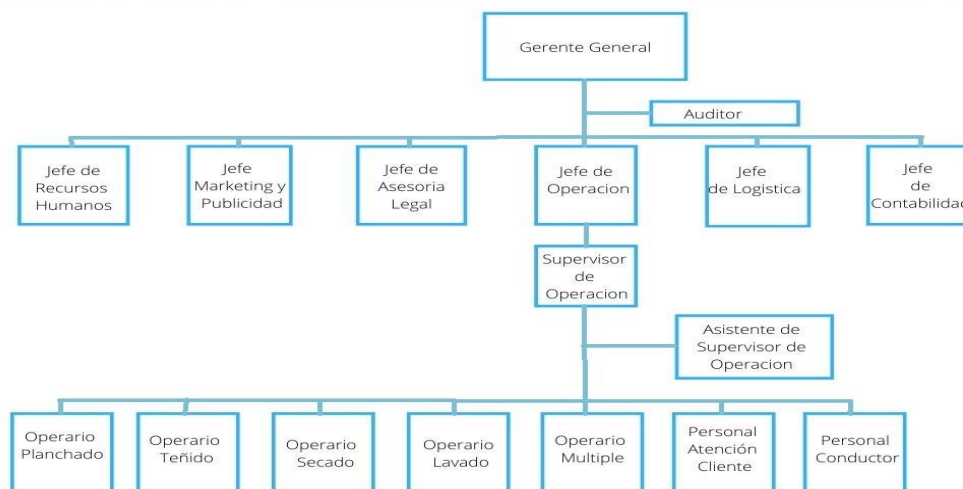 Gerente General
Auditor
Jefe de
Recursos
Humanos
Jefe
Marketing y
Publicidad
Jefe de
Asesoria
Legal
Jefe de
Operacion
Jefe
de Logistica
Jefe
de
Contabilidad
Supervisor
de
Operacion
Asistente de
Supervisor de
Operacion
Operario
Planchado
Operario
Teñido
Operario
Secado
Operario
Lavado
Operario
Multiple
Personal
Atención
Cliente
Personal
Conductor